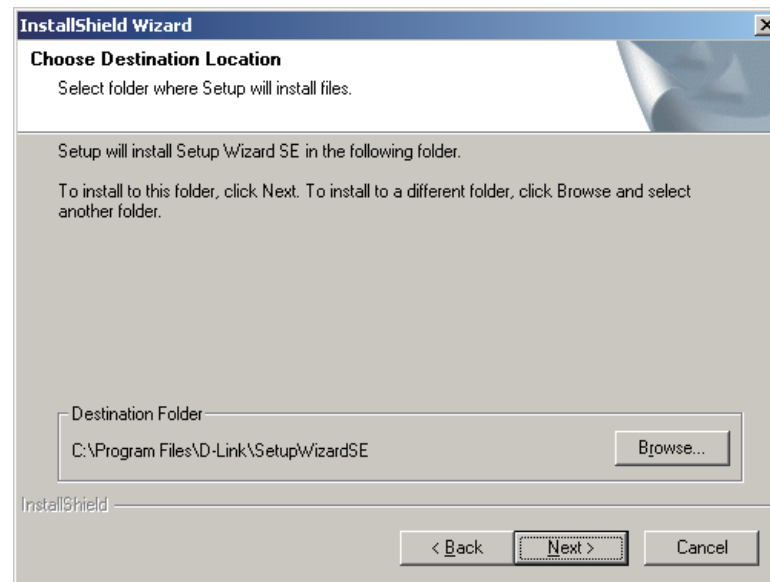 InstallShield Wizard
Choose Destination Location
Select folder where Setup will install files.
Setup will install Setup Wizard SE in the following folder.
To install to this folder, click Next. To install to a different folder, click Browse and select
another folder.
Destination Folder
C:\Program Files\D-Link\SetupWizardSE
Browse...
InstallShield
< Back
Next >
Cancel